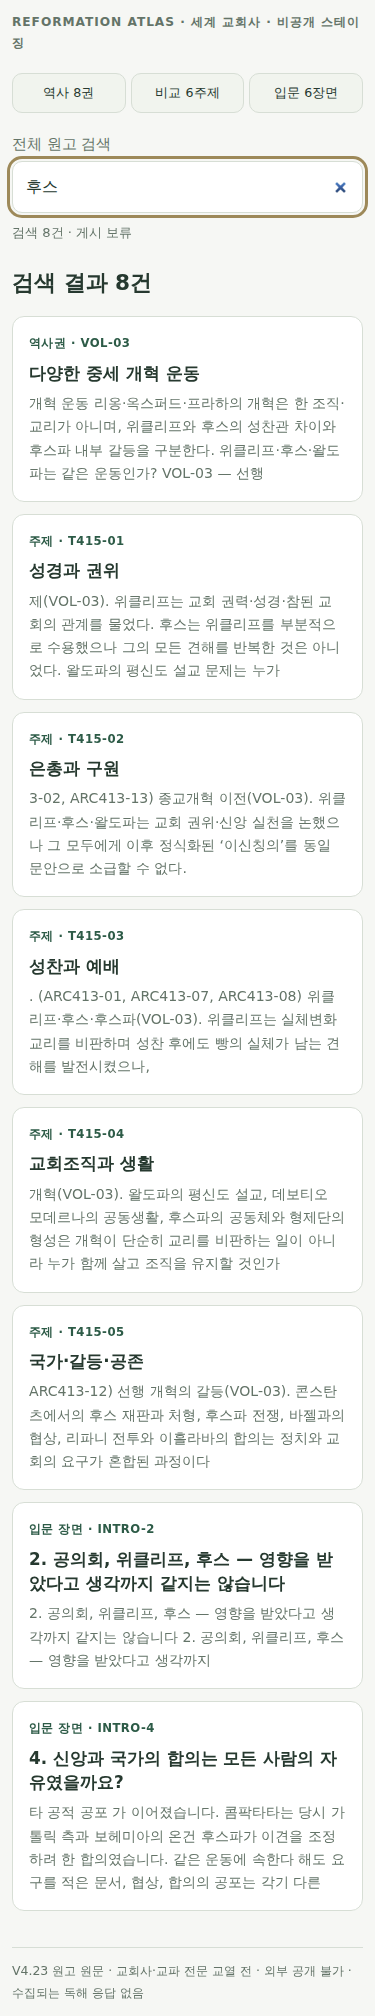 REFORMATION ATLAS · 세계 교회사 · 비공개 스테이
징
역사 8권
비교 6주제
입문 6장면
전체 원고 검색
후스
×
검색 8건 · 게시 보류
검색 결과 8건
역사권 · VOL-03
다양한 중세 개혁 운동
개혁 운동 리옹·옥스퍼드·프라하의 개혁은 한 조직·
교리가 아니며, 위클리프와 후스의 성찬관 차이와
후스파 내부 갈등을 구분한다. 위클리프·후스·왈도
파는 같은 운동인가? VOL-03 — 선행
주제 · T415-01
성경과 권위
제(VOL-03). 위클리프는 교회 권력·성경·참된 교
회의 관계를 물었다. 후스는 위클리프를 부분적으
로 수용했으나 그의 모든 견해를 반복한 것은 아니
었다. 왈도파의 평신도 설교 문제는 누가
주제 · T415-02
은총과 구원
3-02, ARC413-13) 종교개혁 이전(VOL-03). 위클
리프·후스·왈도파는 교회 권위·신앙 실천을 논했으
나 그 모두에게 이후 정식화된 ‘이신칭의’를 동일
문안으로 소급할 수 없다.
주제 · T415-03
성찬과 예배
. (ARC413-01, ARC413-07, ARC413-08) 위클
리프·후스·후스파(VOL-03). 위클리프는 실체변화
교리를 비판하며 성찬 후에도 빵의 실체가 남는 견
해를 발전시켰으나,
주제 · T415-04
교회조직과 생활
개혁(VOL-03). 왈도파의 평신도 설교, 데보티오
모데르나의 공동생활, 후스파의 공동체와 형제단의
형성은 개혁이 단순히 교리를 비판하는 일이 아니
라 누가 함께 살고 조직을 유지할 것인가
주제 · T415-05
국가·갈등·공존
ARC413-12) 선행 개혁의 갈등(VOL-03). 콘스탄
츠에서의 후스 재판과 처형, 후스파 전쟁, 바젤과의
협상, 리파니 전투와 이흘라바의 합의는 정치와 교
회의 요구가 혼합된 과정이다
입문 장면 · INTRO-2
2. 공의회, 위클리프, 후스 — 영향을 받
았다고 생각까지 같지는 않습니다
2. 공의회, 위클리프, 후스 — 영향을 받았다고 생
각까지 같지는 않습니다 2. 공의회, 위클리프, 후스
— 영향을 받았다고 생각까지
입문 장면 · INTRO-4
4. 신앙과 국가의 합의는 모든 사람의 자
유였을까요?
타 공적 공포 가 이어졌습니다. 콤팍타타는 당시 가
톨릭 측과 보헤미아의 온건 후스파가 이견을 조정
하려 한 합의였습니다. 같은 운동에 속한다 해도 요
구를 적은 문서, 협상, 합의의 공포는 각기 다른
V4.23 원고 원문 · 교회사·교파 전문 교열 전 · 외부 공개 불가 ·
수집되는 독해 응답 없음